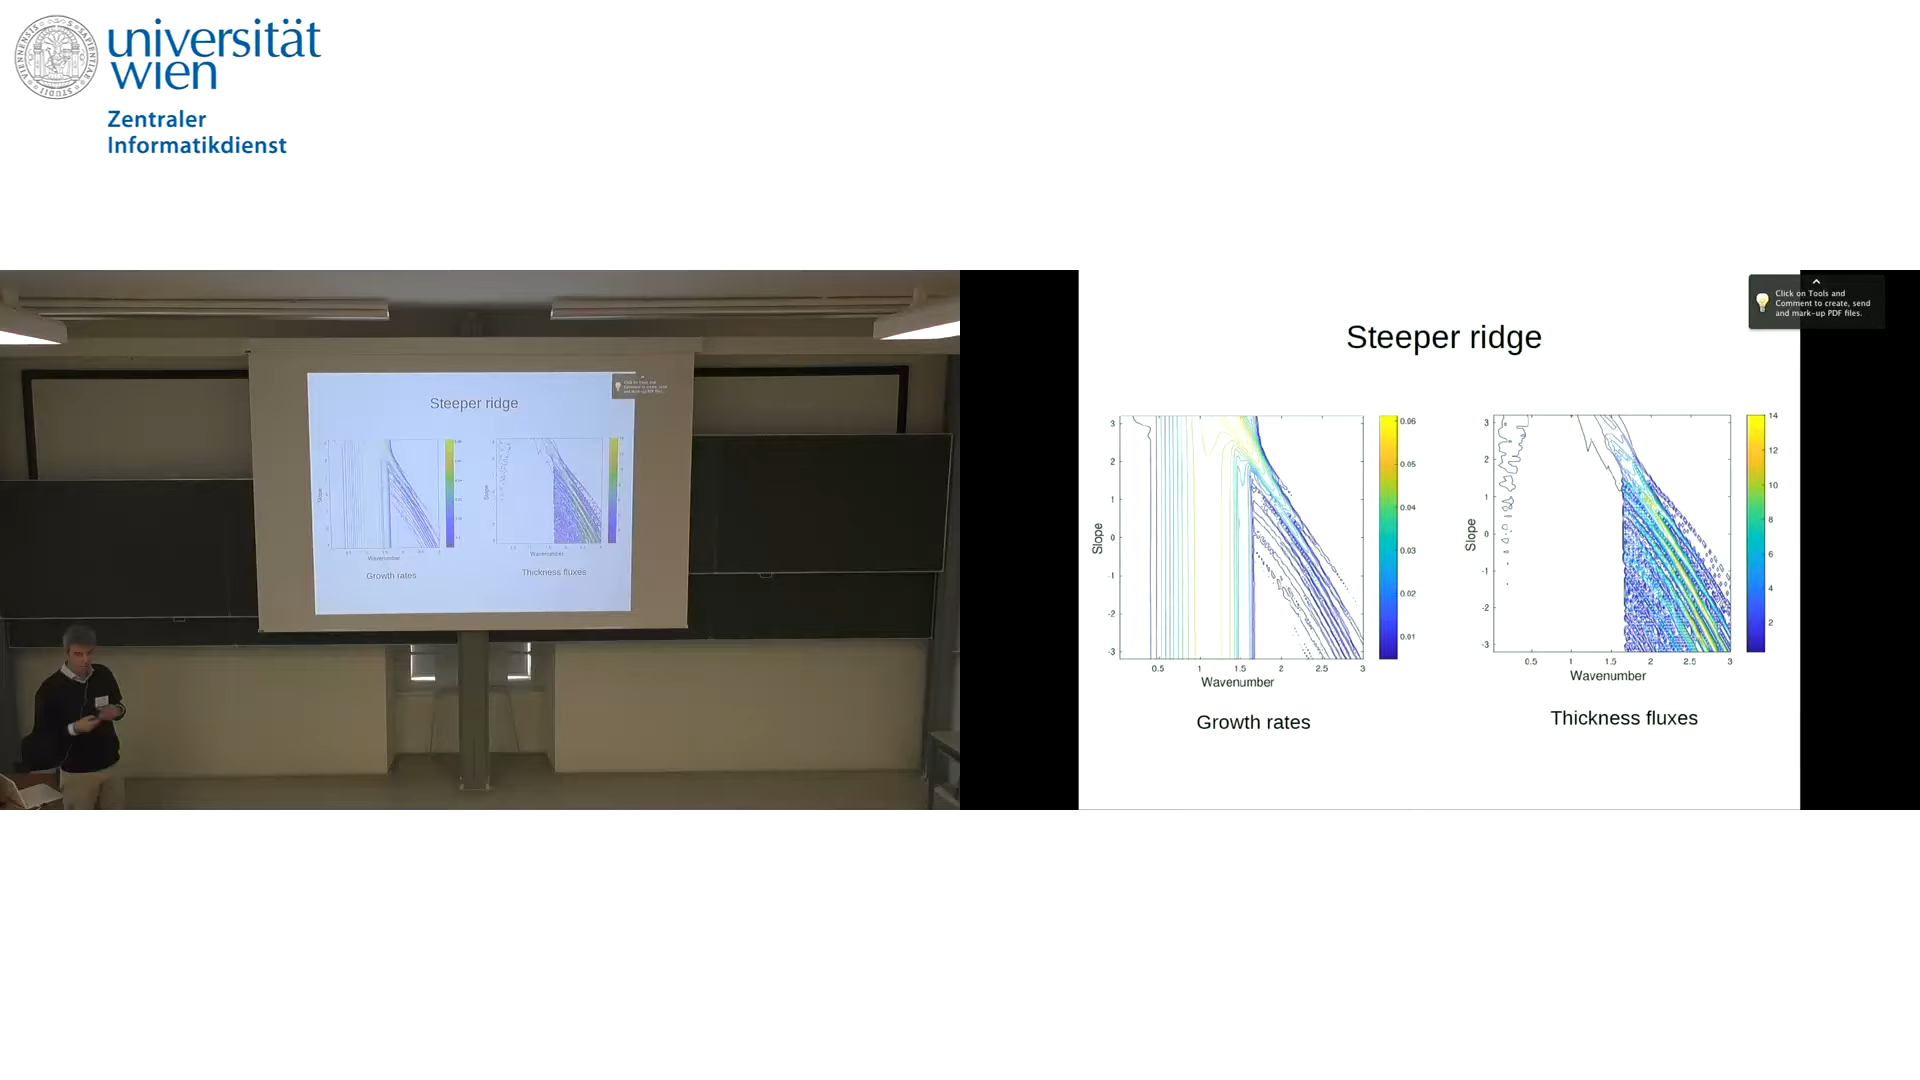 universität
wien
Zentraler
Informatikdienst
Steeper ridge
Growth rates
Thickness fluxes
Wavenumber
Wavenumber
Slope
Slope
Click on Tools and
Comment to create, send
and mark-up PDF files.
Steeper ridge
3
2
1
0
-1
-2
-3
Slope
0.5
1
1.5
2
2.5
3
Wavenumber
0.06
0.05
0.04
0.03
0.02
0.01
Growth rates
3
2
1
0
-1
-2
-3
Slope
0.5
1
1.5
2
2.5
3
Wavenumber
14
12
10
8
6
4
2
Thickness fluxes